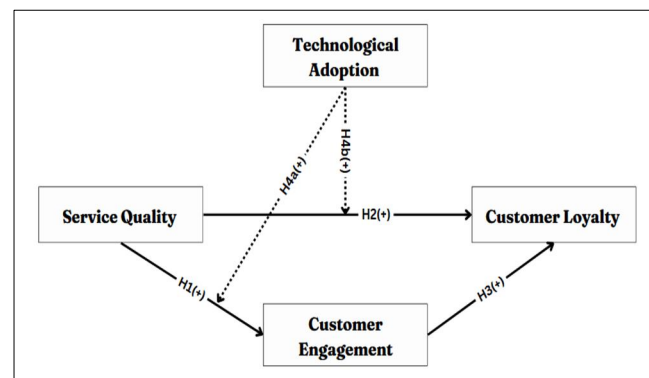 Technological
Adoption
H4a(+)
H4b(+)
Service Quality
H2(+)
Customer Loyalty
H1(+)
H3(+)
Customer
Engagement